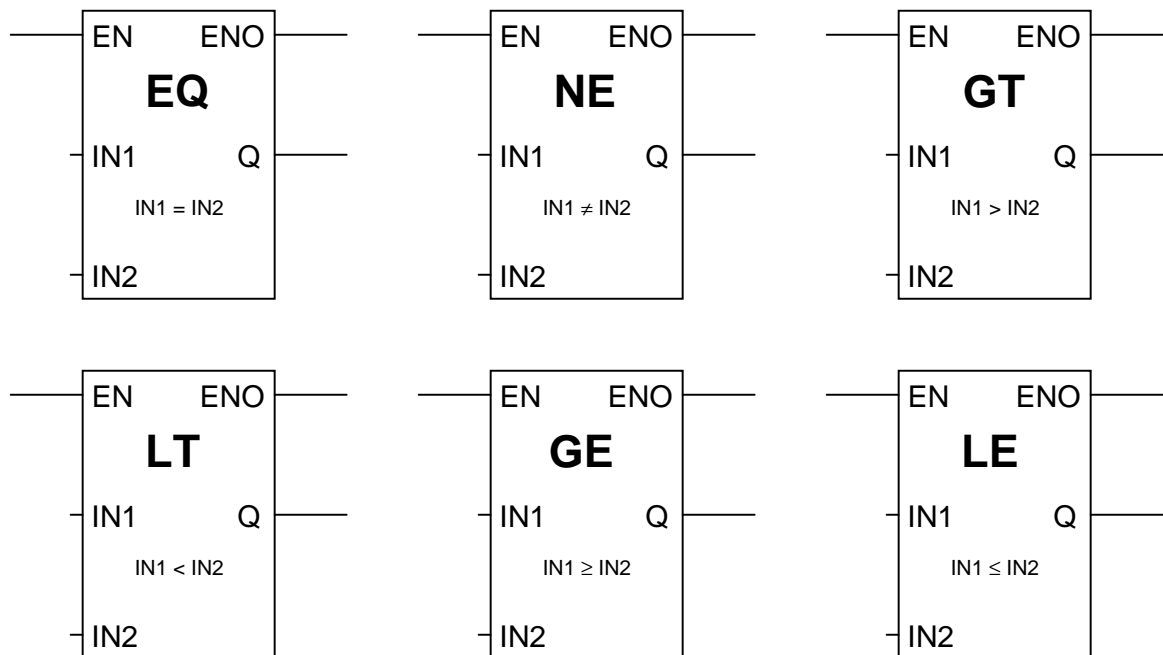 EN ENO EN ENO EN ENO
EQ NE GT
IN1 Q IN1 Q IN1 Q
IN1 = IN2 IN1 ≠ IN2 IN1 > IN2
IN2 IN2 IN2
EN ENO EN ENO EN ENO
LT GE LE
IN1 Q IN1 Q IN1 Q
IN1 < IN2 IN1 ≥ IN2 IN1 ≤ IN2
IN2 IN2 IN2